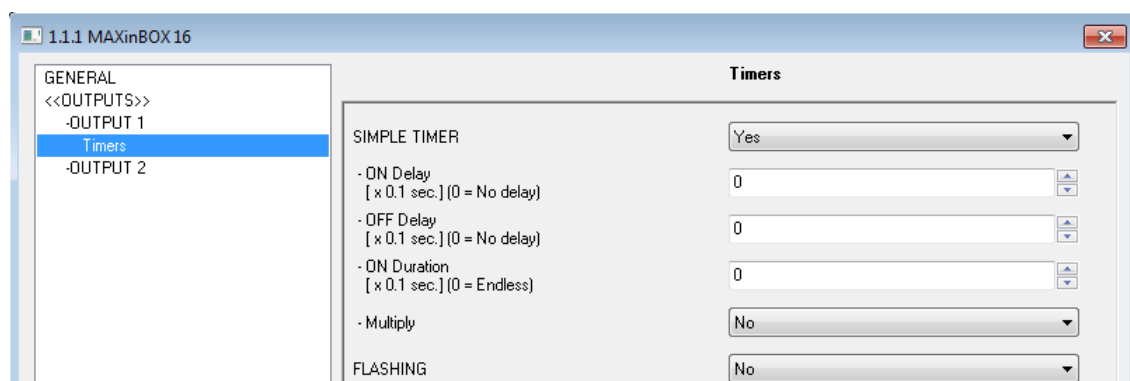 1.1.1 MAXinBOX 16
GENERAL
<<OUTPUTS>>
-OUTPUT 1
Timers
-OUTPUT 2
Timers
SIMPLE TIMER
Yes
- ON Delay
[ x 0.1 sec.] (0 = No delay)
0
- OFF Delay
[ x 0.1 sec.] (0 = No delay)
0
- ON Duration
[ x 0.1 sec.] (0 = Endless)
0
- Multiply
No
FLASHING
No